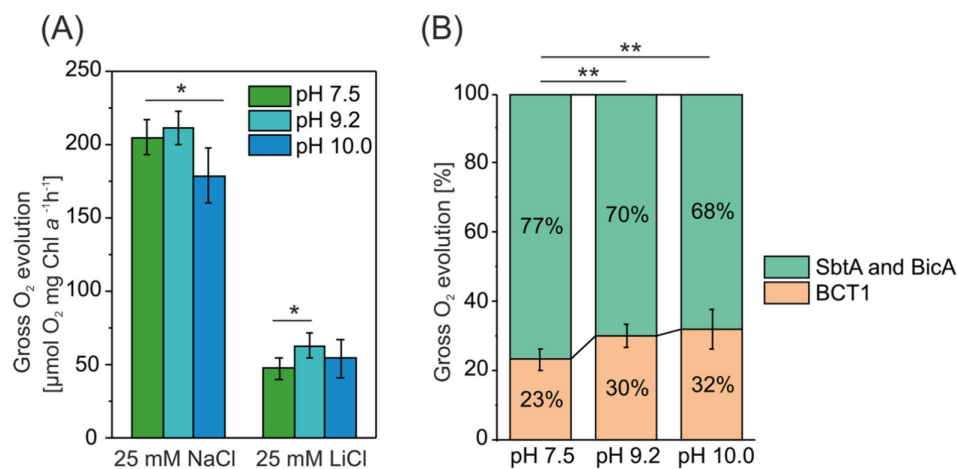 (A)
Gross O₂ evolution
[µmol O₂ mg Chl a ⁻¹h⁻¹]
250
200
150
100
50
0
*
pH 7.5
pH 9.2
pH 10.0
*
25 mM NaCl
25 mM LiCl
(B)
**
**
Gross O₂ evolution [%]
100
80
60
40
20
0
77%
70%
68%
23%
30%
32%
pH 7.5
pH 9.2
pH 10.0
SbtA and BicA
BCT1